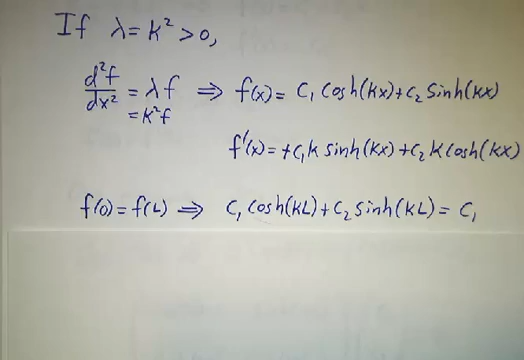 If λ = k² > 0,
d²f/dx² = λf ⇒ f(x) = C₁ Cosh(kx) + C₂ Sinh(kx)
= k²f
f'(x) = +C₁k sinh(kx) + C₂ k cosh(kx)
f(0) = f(L) ⇒ C₁ cosh(kL) + C₂ sinh(kL) = C₁